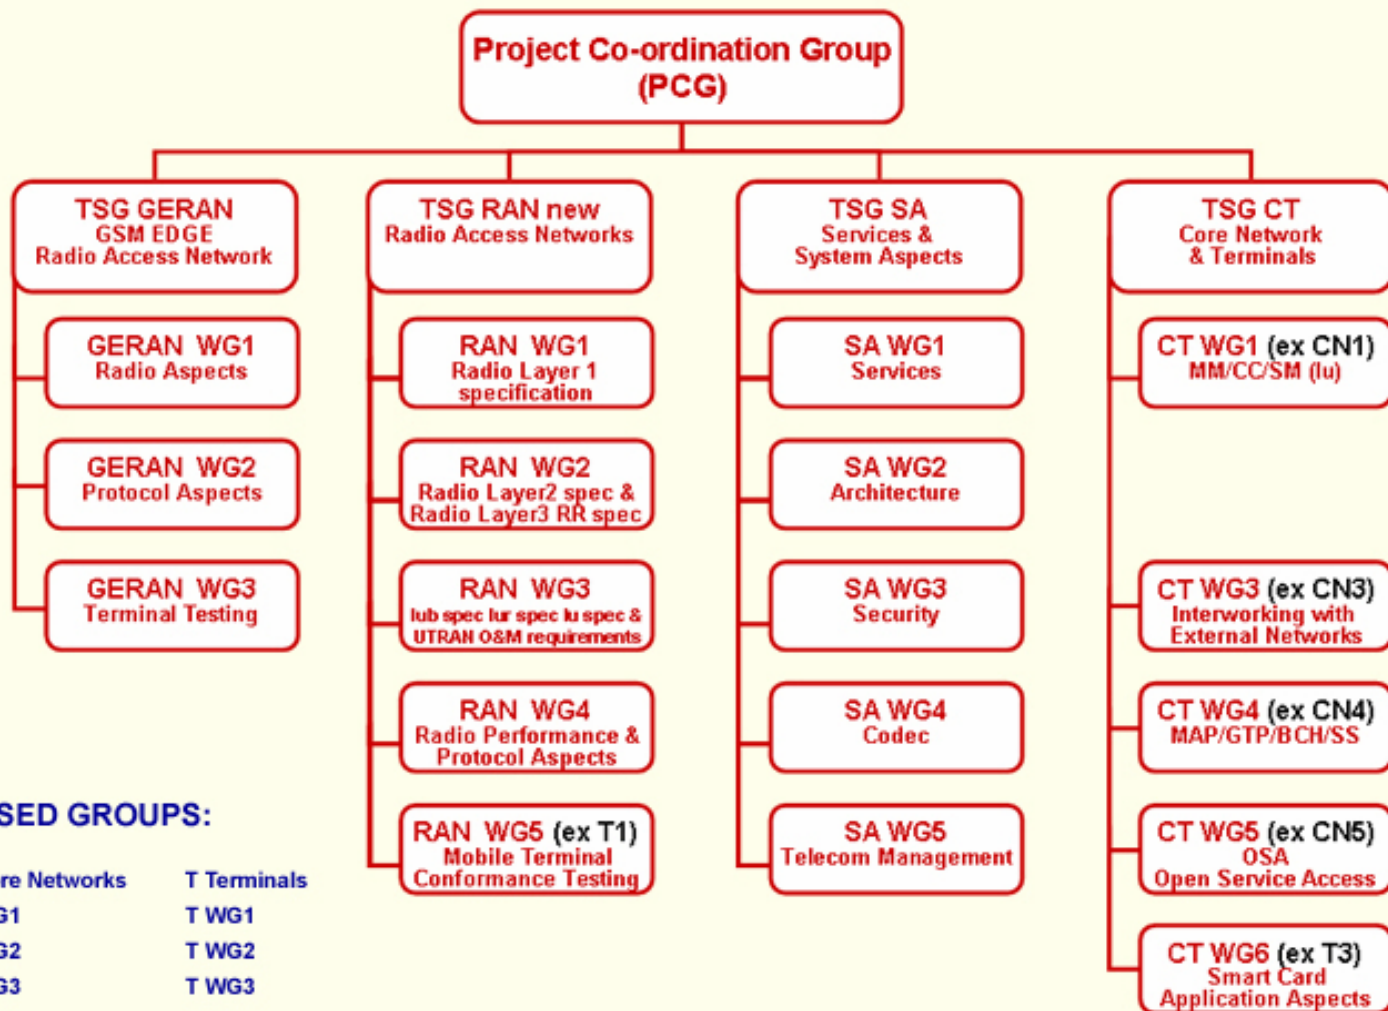 Project Co-ordination Group
(PCG)
TSG GERAN
GSM EDGE
Radio Access Network
GERAN WG1
Radio Aspects
GERAN WG2
Protocol Aspects
GERAN WG3
Terminal Testing
TSG RAN new
Radio Access Networks
RAN WG1
Radio Layer 1
specification
RAN WG2
Radio Layer2 spec &
Radio Layer3 RR spec
RAN WG3
Iub spec Iur spec Iu spec &
UTRAN O&M requirements
RAN WG4
Radio Performance &
Protocol Aspects
RAN WG5 (ex T1)
Mobile Terminal
Conformance Testing
TSG SA
Services &
System Aspects
SA WG1
Services
SA WG2
Architecture
SA WG3
Security
SA WG4
Codec
SA WG5
Telecom Management
TSG CT
Core Network
& Terminals
CT WG1 (ex CN1)
MM/CC/SM (Iu)
CT WG3 (ex CN3)
Interworking with
External Networks
CT WG4 (ex CN4)
MAP/GTP/BCH/SS
CT WG5 (ex CN5)
OSA
Open Service Access
CT WG6 (ex T3)
Smart Card
Application Aspects
SED GROUPS:
re Networks
G1
G2
G3
T Terminals
T WG1
T WG2
T WG3